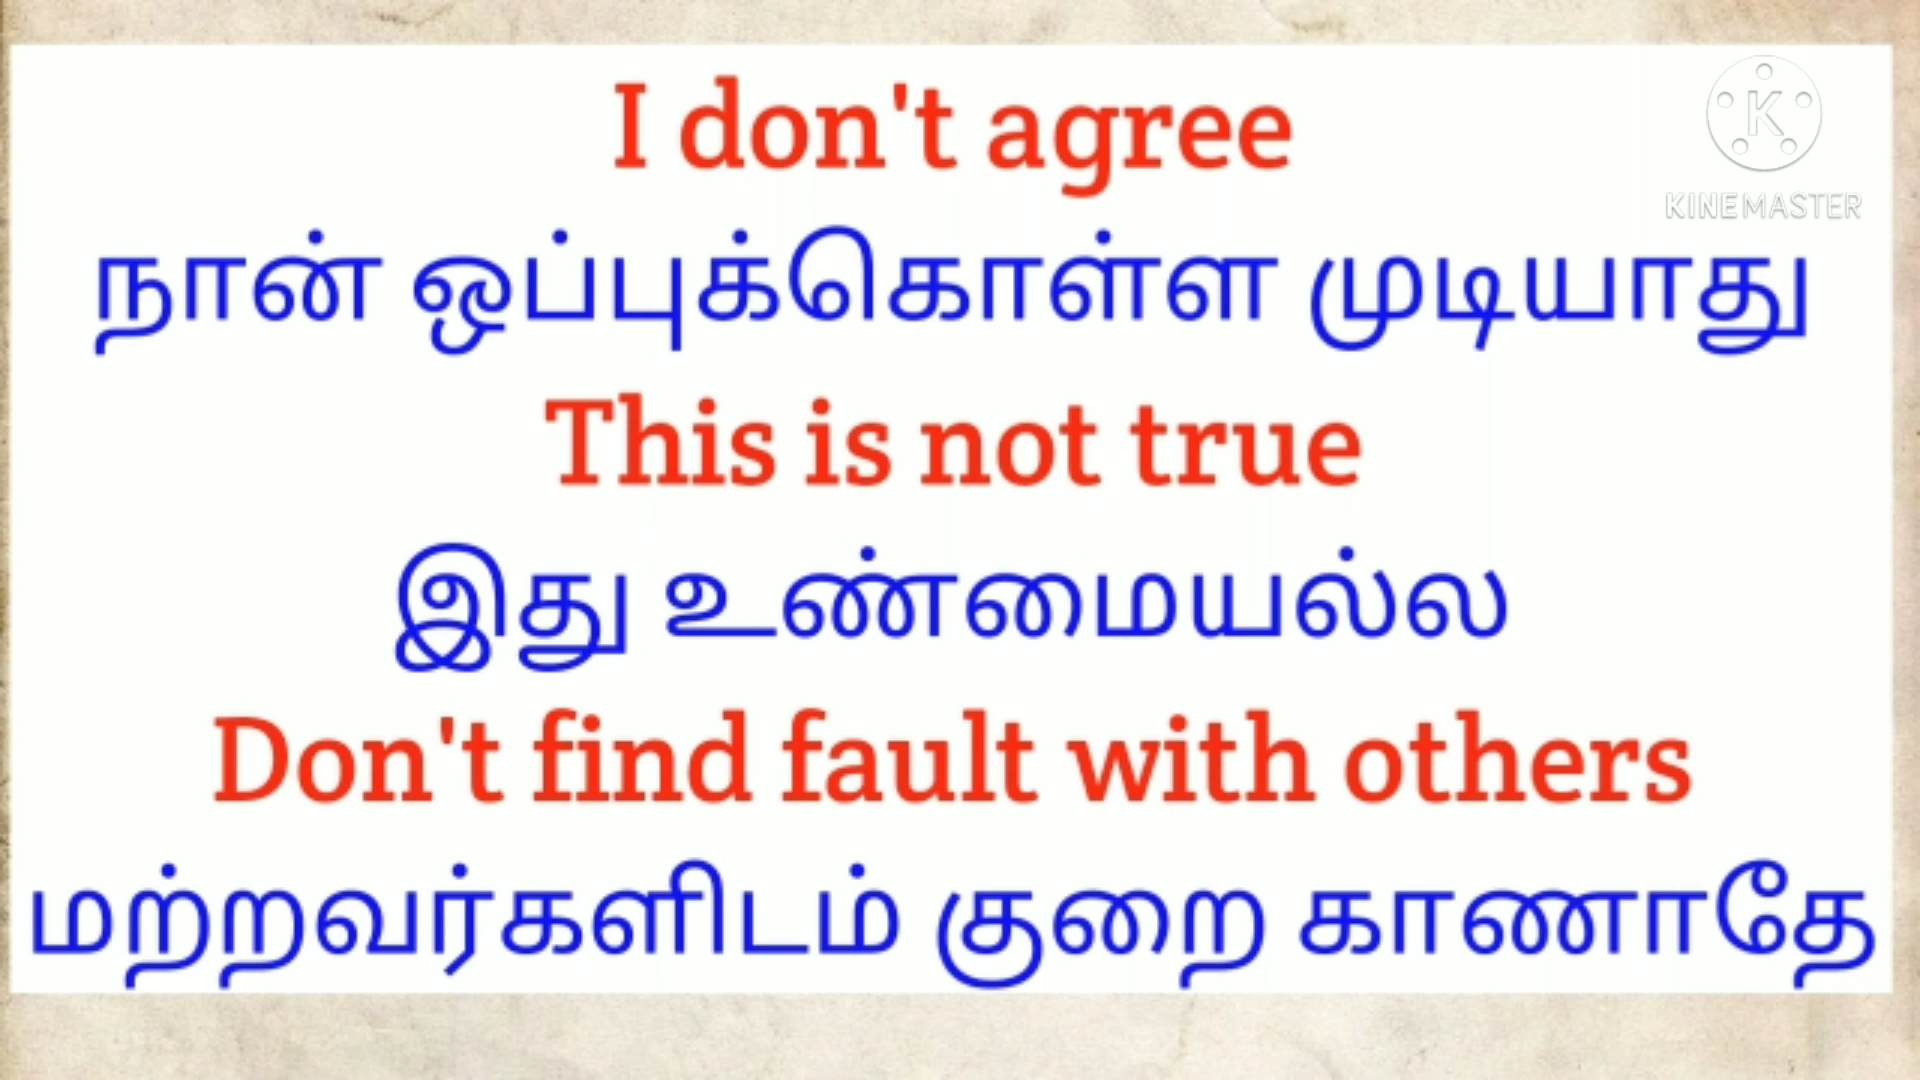 I don't agree
நான் ஒப்புக்கொள்ள முடியாது
This is not true
இது உண்மையல்ல
Don't find fault with others
மற்றவர்களிடம் குறை காணாதே
K
KINEMASTER